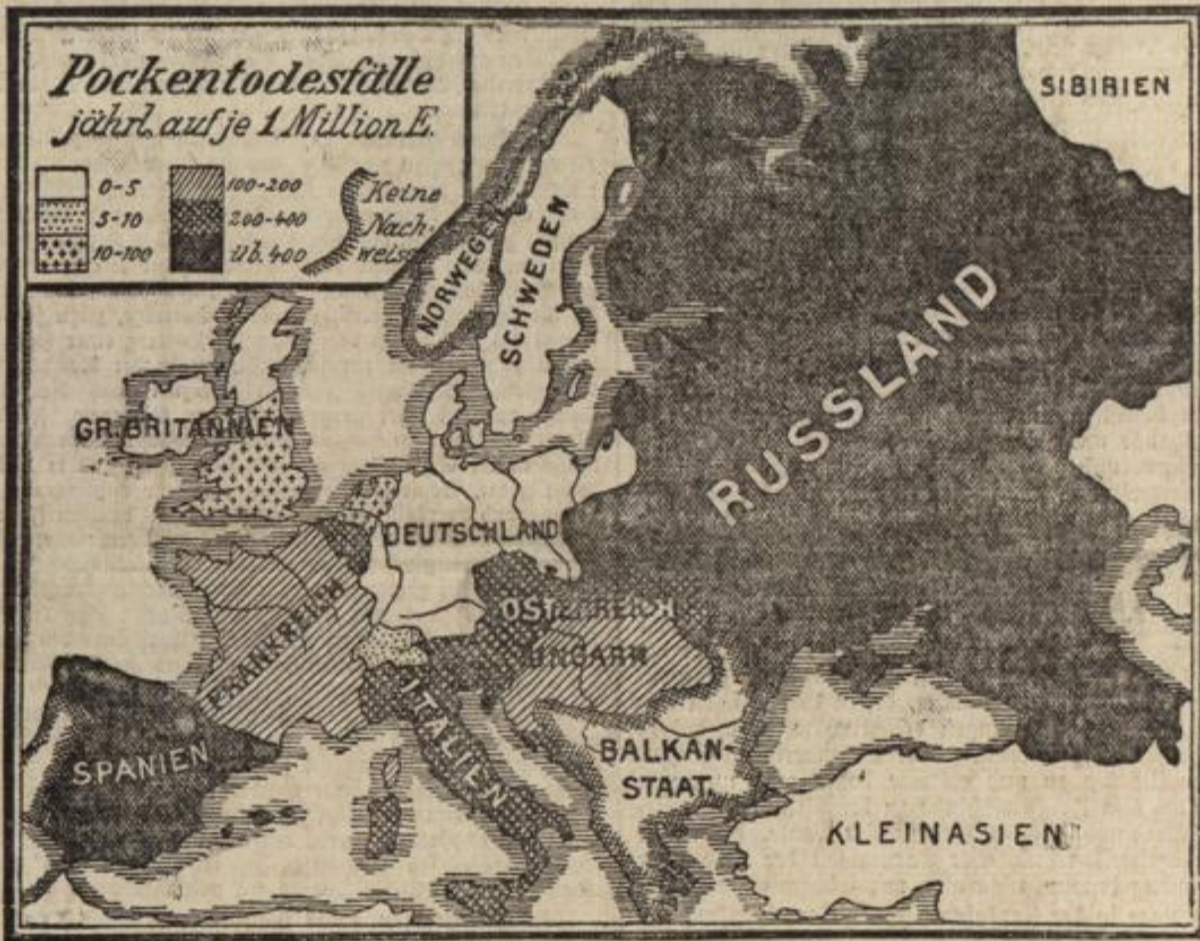 Pockentodesfälle
jährl. auf je 1 Million E.
0-5
5-10
10-100
100-200
200-400
üb. 400
Keine
Nach-
weise
SIBIRIEN
NORWEGEN
SCHWEDEN
RUSSLAND
GR. BRITANNIEN
DEUTSCHLAND
ÖSTERREICH
UNGARN
FRANKREICH
ITALIEN
SPANIEN
BALKAN-
STAAT.
KLEINASIEN